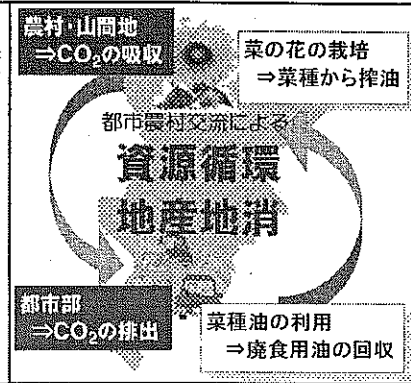 農村・山間地
⇒CO₂の吸収
菜の花の栽培
⇒菜種から搾油
都市農村交流による
資源循環
地産地消
都市部
⇒CO₂の排出
菜種油の利用
⇒廃食用油の回収